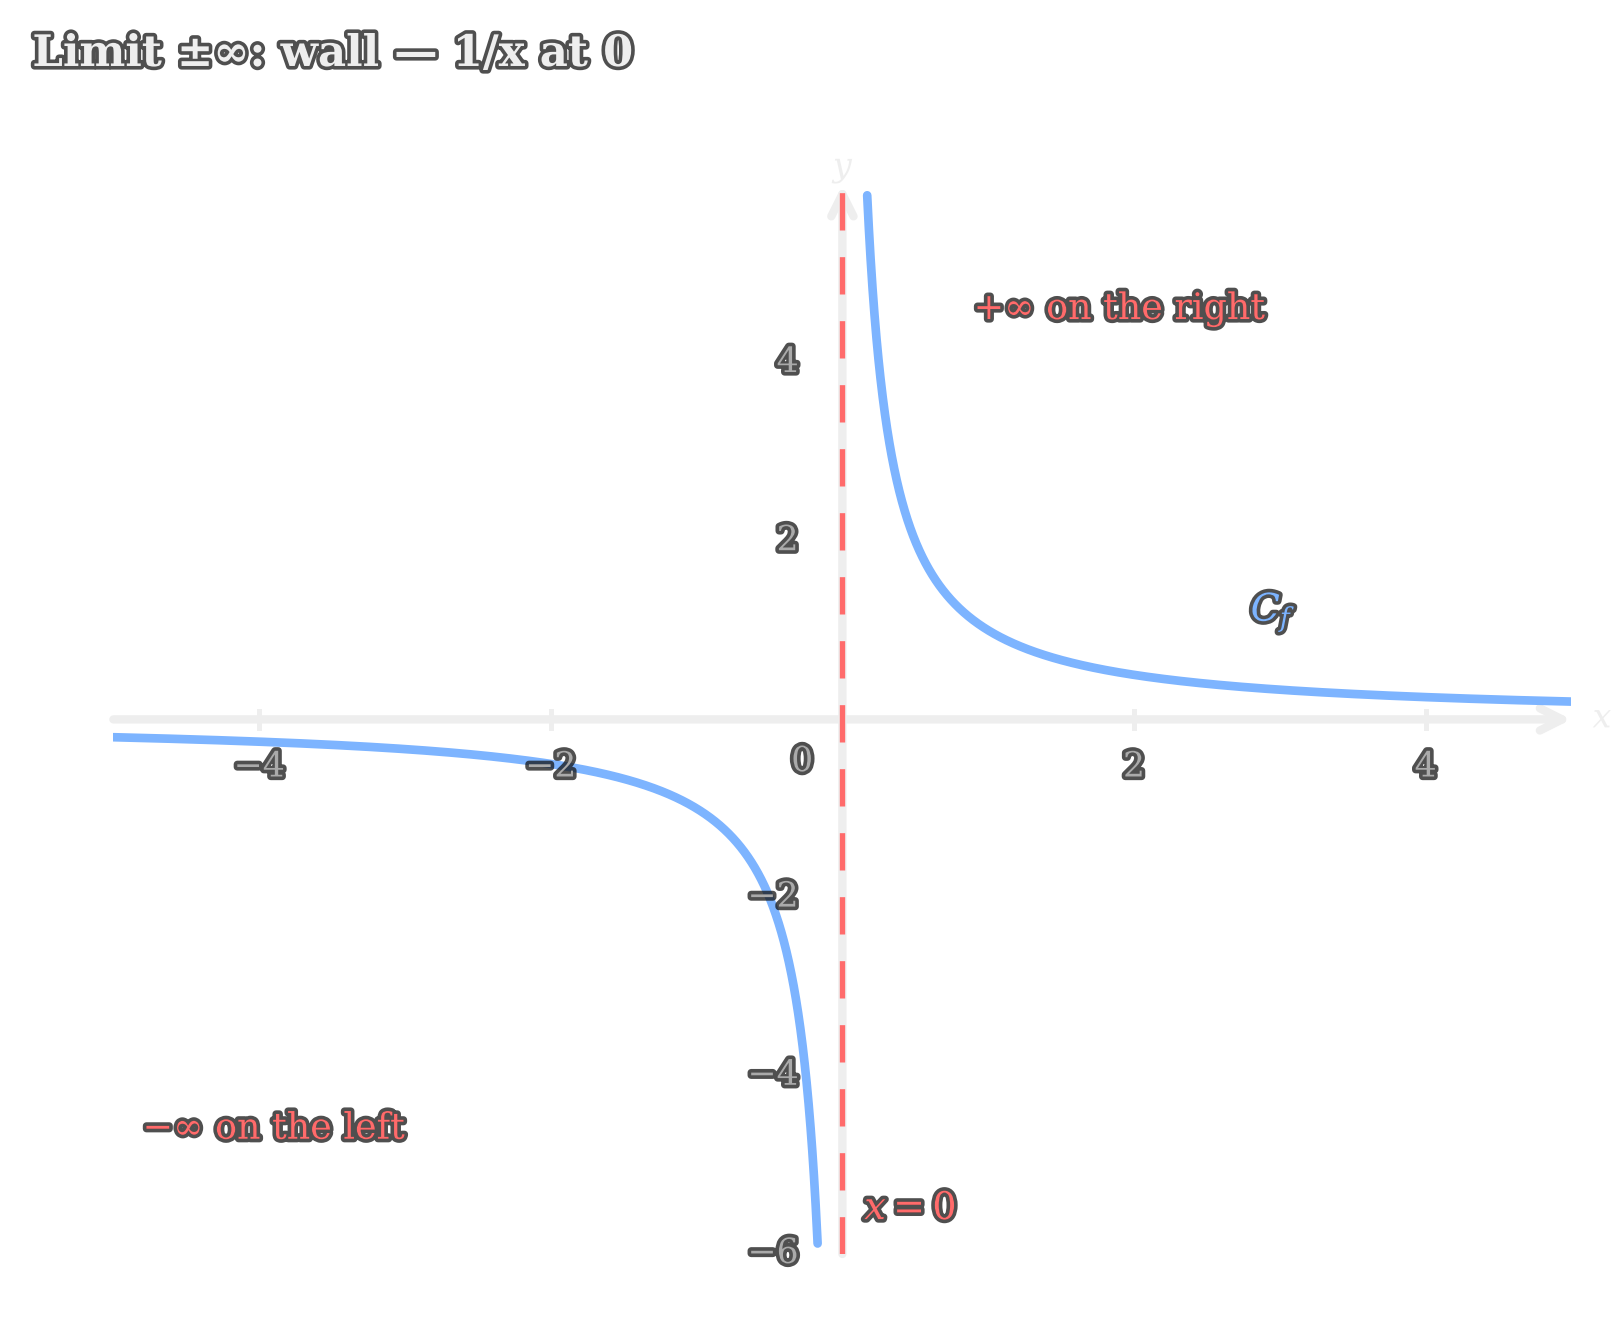 Limit ±∞: wall — 1/x at 0
y
+∞ on the right
4
2
C_f
x
−4 −2 0 2 4
−2
−4
−∞ on the left
x = 0
−6